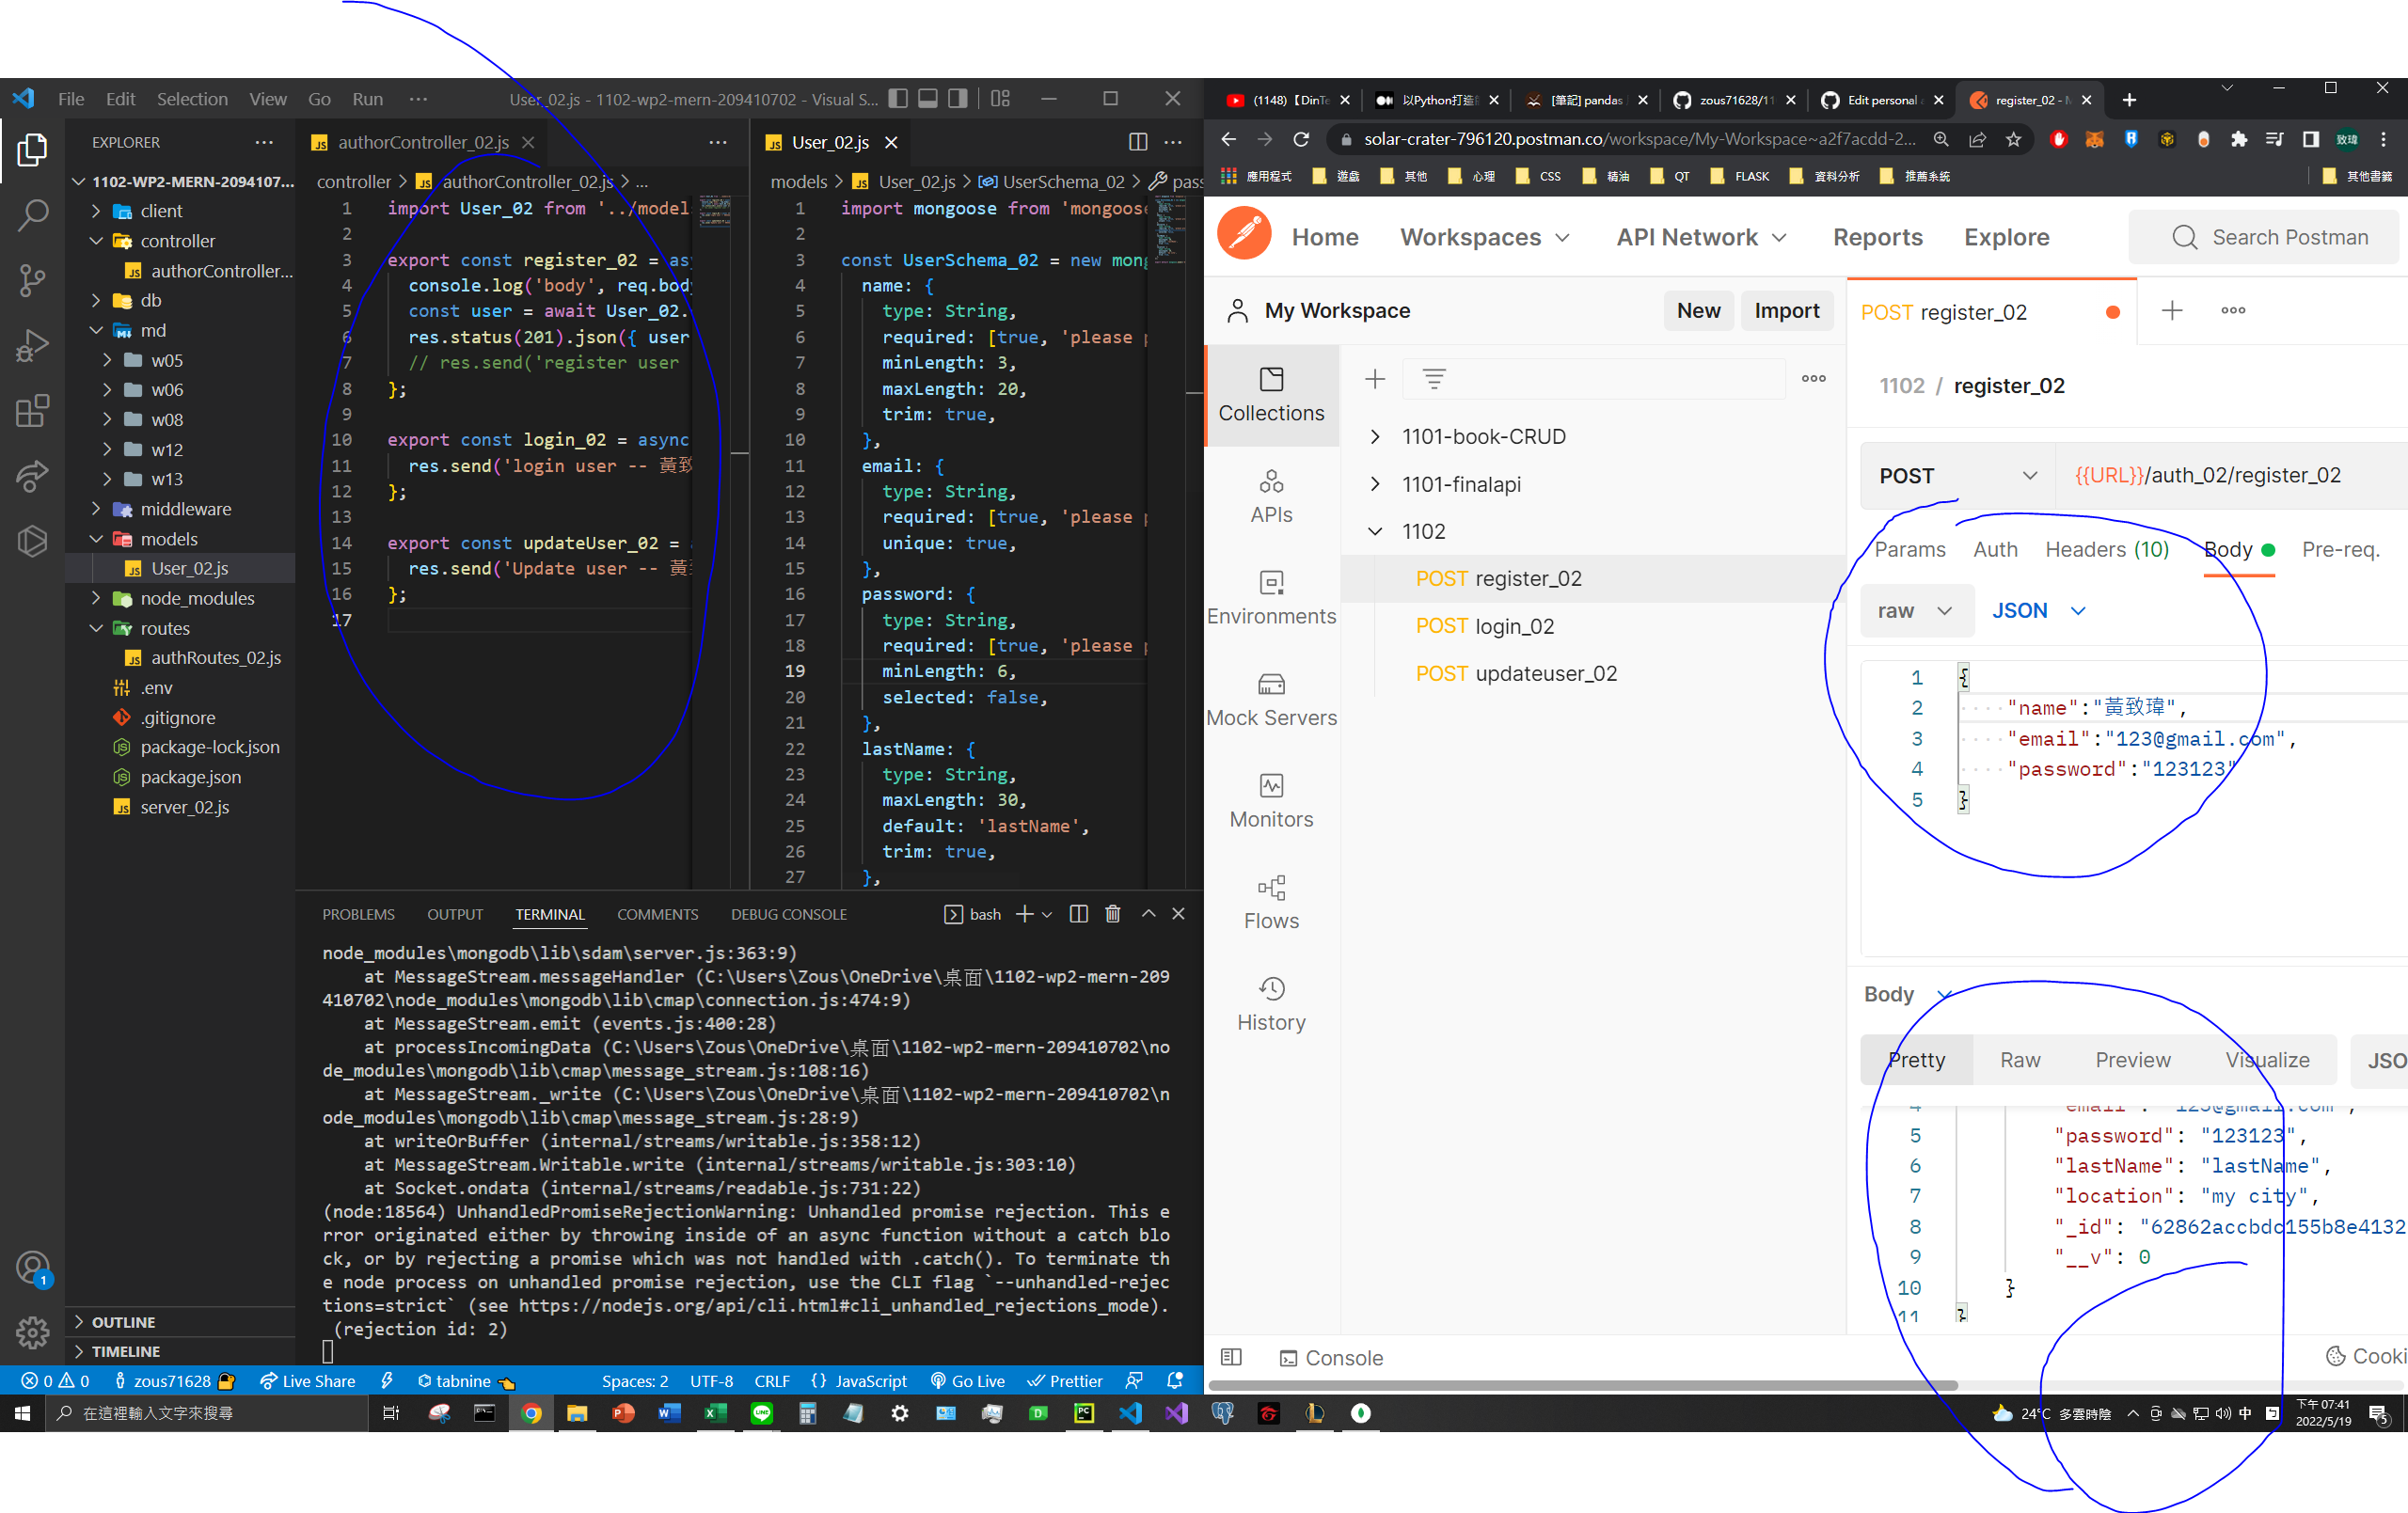 File Edit Selection View Go Run ··· User_02.js - 1102-wp2-mern-209410702 - Visual S...
EXPLORER
1102-WP2-MERN-2094107...
client
controller
authorController...
db
md
w05
w06
w08
w12
w13
middleware
models
User_02.js
node_modules
routes
authRoutes_02.js
.env
.gitignore
package-lock.json
package.json
server_02.js
OUTLINE
TIMELINE
authorController_02.js
controller > authorController_02.js > ...
1 import User_02 from '../model
2
3 export const register_02 = as
4 console.log('body', req.bod
5 const user = await User_02.
6 res.status(201).json({ user
7 // res.send('register user
8 };
9
10 export const login_02 = async
11 res.send('login user -- 黃致
12 };
13
14 export const updateUser_02 =
15 res.send('Update user -- 黃
16 };
17
User_02.js
models > User_02.js > UserSchema_02 > pass
1 import mongoose from 'mongoose
2
3 const UserSchema_02 = new mong
4 name: {
5 type: String,
6 required: [true, 'please p
7 minLength: 3,
8 maxLength: 20,
9 trim: true,
10 },
11 email: {
12 type: String,
13 required: [true, 'please p
14 unique: true,
15 },
16 password: {
17 type: String,
18 required: [true, 'please p
19 minLength: 6,
20 selected: false,
21 },
22 lastName: {
23 type: String,
24 maxLength: 30,
25 default: 'lastName',
26 trim: true,
27 },
PROBLEMS OUTPUT TERMINAL COMMENTS DEBUG CONSOLE bash
node_modules\mongodb\lib\sdam\server.js:363:9)
at MessageStream.messageHandler (C:\Users\Zous\OneDrive\桌面\1102-wp2-mern-209
410702\node_modules\mongodb\lib\cmap\connection.js:474:9)
at MessageStream.emit (events.js:400:28)
at processIncomingData (C:\Users\Zous\OneDrive\桌面\1102-wp2-mern-209410702\no
de_modules\mongodb\lib\cmap\message_stream.js:108:16)
at MessageStream._write (C:\Users\Zous\OneDrive\桌面\1102-wp2-mern-209410702\n
ode_modules\mongodb\lib\cmap\message_stream.js:28:9)
at writeOrBuffer (internal/streams/writable.js:358:12)
at MessageStream.Writable.write (internal/streams/writable.js:303:10)
at Socket.ondata (internal/streams/readable.js:731:22)
(node:18564) UnhandledPromiseRejectionWarning: Unhandled promise rejection. This e
rror originated either by throwing inside of an async function without a catch blo
ck, or by rejecting a promise which was not handled with .catch(). To terminate th
e node process on unhandled promise rejection, use the CLI flag `--unhandled-rejec
tions=strict` (see https://nodejs.org/api/cli.html#cli_unhandled_rejections_mode).
(rejection id: 2)
0 0 zous71628 Live Share tabnine Spaces: 2 UTF-8 CRLF {} JavaScript Go Live Prettier
(1148)【DinTe 以Python打造 [筆記] pandas zous71628/11 Edit personal register_02 - M
solar-crater-796120.postman.co/workspace/My-Workspace~a2f7acdd-2... 致瑋
應用程式 遊戲 其他 心理 CSS 精油 QT FLASK 資料分析 推薦系統 其他書籤
Home Workspaces API Network Reports Explore Search Postman
My Workspace New Import
Collections
APIs
Environments
Mock Servers
Monitors
Flows
History
1101-book-CRUD
1101-finalapi
1102
POST register_02
POST login_02
POST updateuser_02
POST register_02
1102 / register_02
POST {{URL}}/auth_02/register_02
Params Auth Headers (10) Body Pre-req.
raw JSON
1 {
2 "name":"黃致瑋",
3 "email":"123@gmail.com",
4 "password":"123123"
5 }
Body
Pretty Raw Preview Visualize JSO
4 "email": "123@gmail.com",
5 "password": "123123",
6 "lastName": "lastName",
7 "location": "my city",
8 "_id": "62862accbdc155b8e4132
9 "__v": 0
10 }
11 }
Console Cooki
在這裡輸入文字來搜尋 24°C 多雲時陰 中 下午 07:41
2022/5/19 5